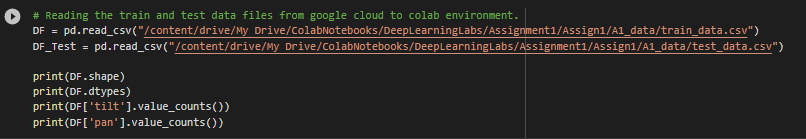 # Reading the train and test data files from google cloud to colab environment.
DF = pd.read_csv("/content/drive/My Drive/ColabNotebooks/DeepLearningLabs/Assignment1/Assign1/A1_data/train_data.csv")
DF_Test = pd.read_csv("/content/drive/My Drive/ColabNotebooks/DeepLearningLabs/Assignment1/Assign1/A1_data/test_data.csv")
print(DF.shape)
print(DF.dtypes)
print(DF['tilt'].value_counts())
print(DF['pan'].value_counts())